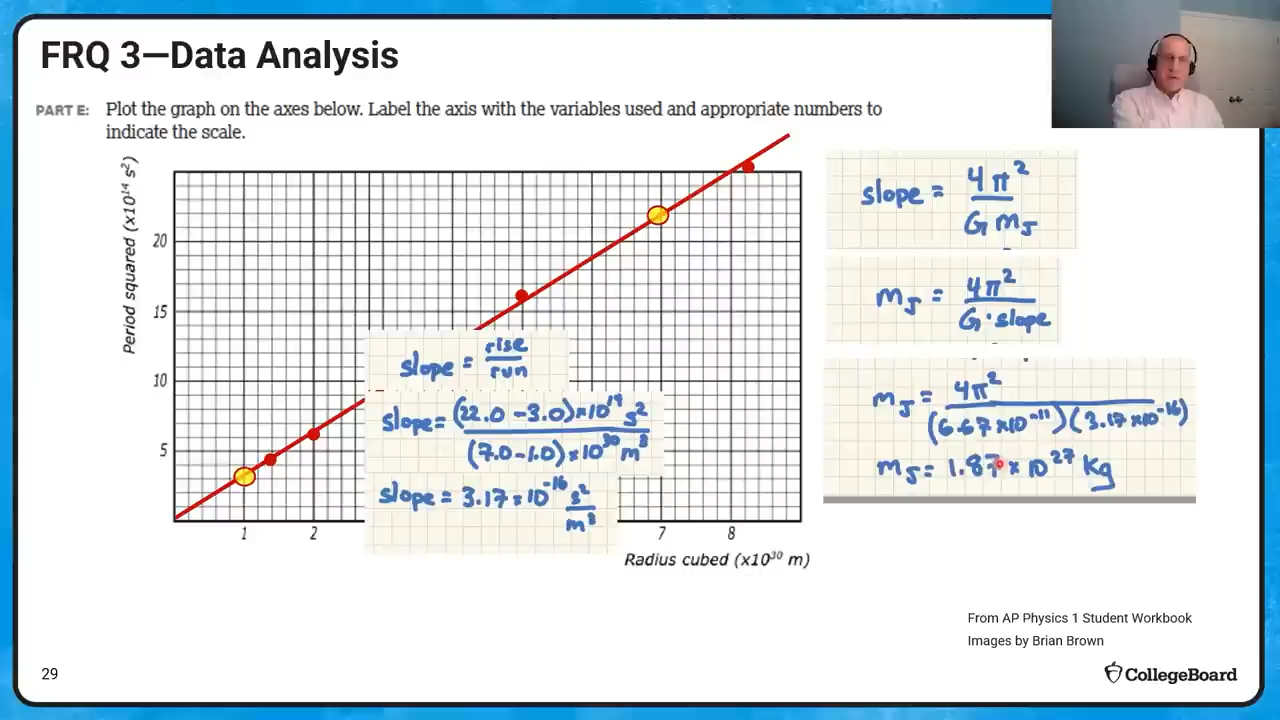 FRQ 3—Data Analysis
PART E: Plot the graph on the axes below. Label the axis with the variables used and appropriate numbers to
indicate the scale.
Period squared (x10¹⁴ s²)
20
15
10
5
1
2
7
8
Radius cubed (x10³⁰ m)
slope = rise/run
slope = (22.0 - 3.0)×10¹⁴ s² / (7.0 - 1.0)×10³⁰ m³
slope = 3.17×10⁻¹⁶ s²/m³
slope = 4π² / G mJ
mJ = 4π² / G · slope
mJ = 4π² / (6.67×10⁻¹¹)(3.17×10⁻¹⁶)
mJ = 1.87×10²⁷ Kg
From AP Physics 1 Student Workbook
Images by Brian Brown
29
CollegeBoard